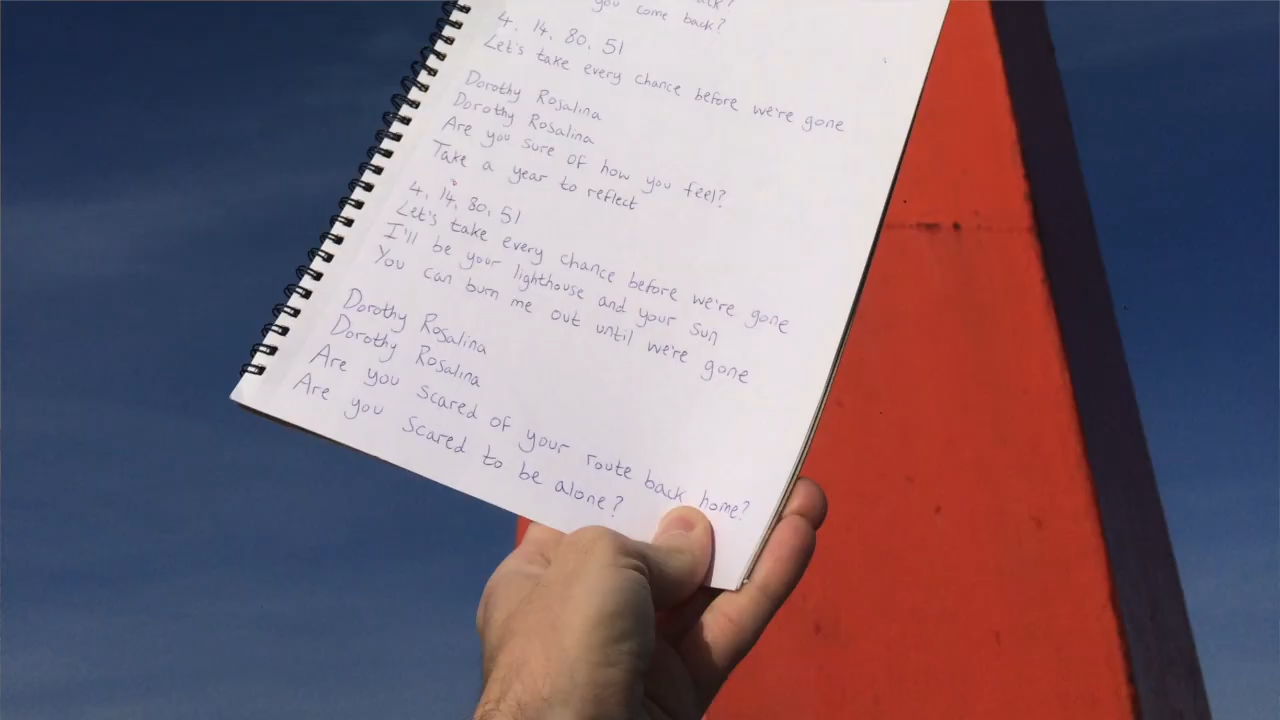 you come back?
4. 14. 80. 51
Let's take every chance before we're gone
Dorothy Rosalina
Dorothy Rosalina
Are you sure of how you feel?
Take a year to reflect
4. 14. 80. 51
Let's take every chance before we're gone
I'll be your lighthouse and your sun
You can burn me out until we're gone
Dorothy Rosalina
Dorothy Rosalina
Are you scared of your route back home?
Are you scared to be alone?